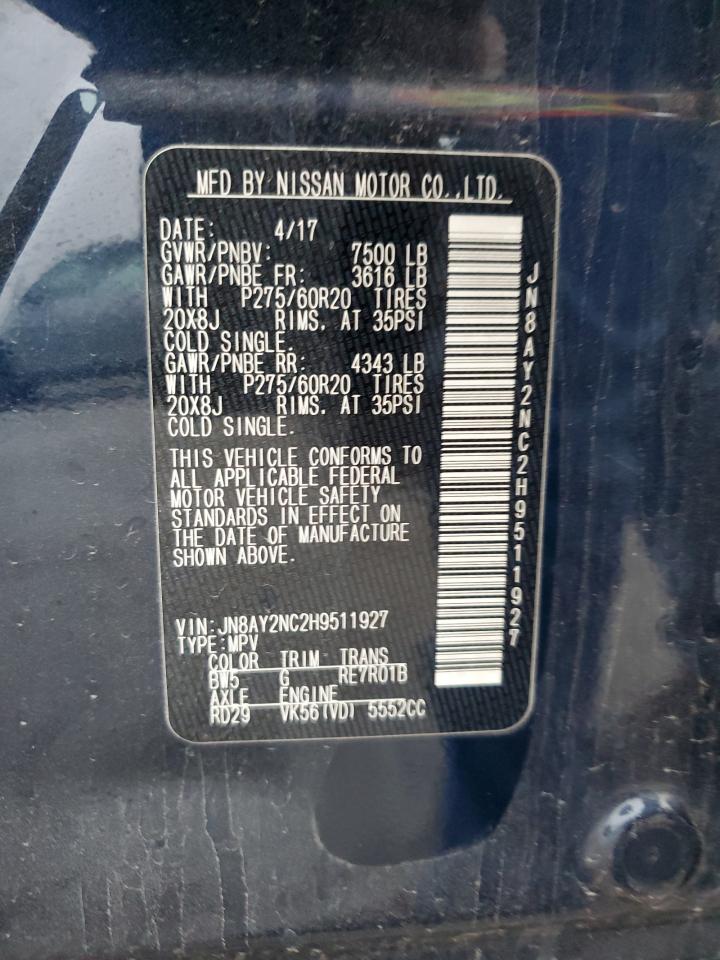 MFD BY NISSAN MOTOR CO.,LTD.
DATE: 4/17
GVWR/PNBV: 7500 LB
GAWR/PNBE FR: 3616 LB
WITH P275/60R20 TIRES
20X8J RIMS. AT 35PSI
COLD SINGLE.
GAWR/PNBE RR: 4343 LB
WITH P275/60R20 TIRES
20X8J RIMS. AT 35PSI
COLD SINGLE.
THIS VEHICLE CONFORMS TO
ALL APPLICABLE FEDERAL
MOTOR VEHICLE SAFETY
STANDARDS IN EFFECT ON
THE DATE OF MANUFACTURE
SHOWN ABOVE.
VIN:JN8AY2NC2H9511927
TYPE:MPV
COLOR TRIM TRANS
BW5 G RE7R01B
AXLE ENGINE
RD29 VK56(VD) 5552CC
JN8AY2NC2H9511927